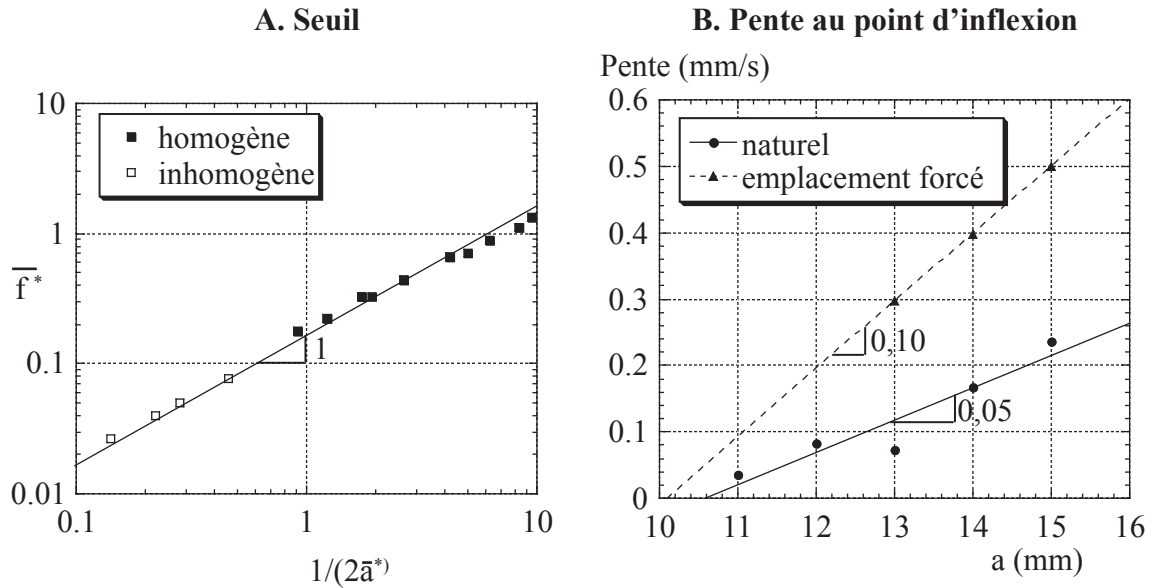 A. Seuil
10
homogène
inhomogène
1
f̅*
0.1
1
0.01
0.1
1
10
1/(2ā*)
B. Pente au point d’inflexion
Pente (mm/s)
0.6
naturel
0.5
emplacement forcé
0.4
0.3
0,10
0.2
0,05
0.1
0
10
11
12
13
14
15
16
a (mm)